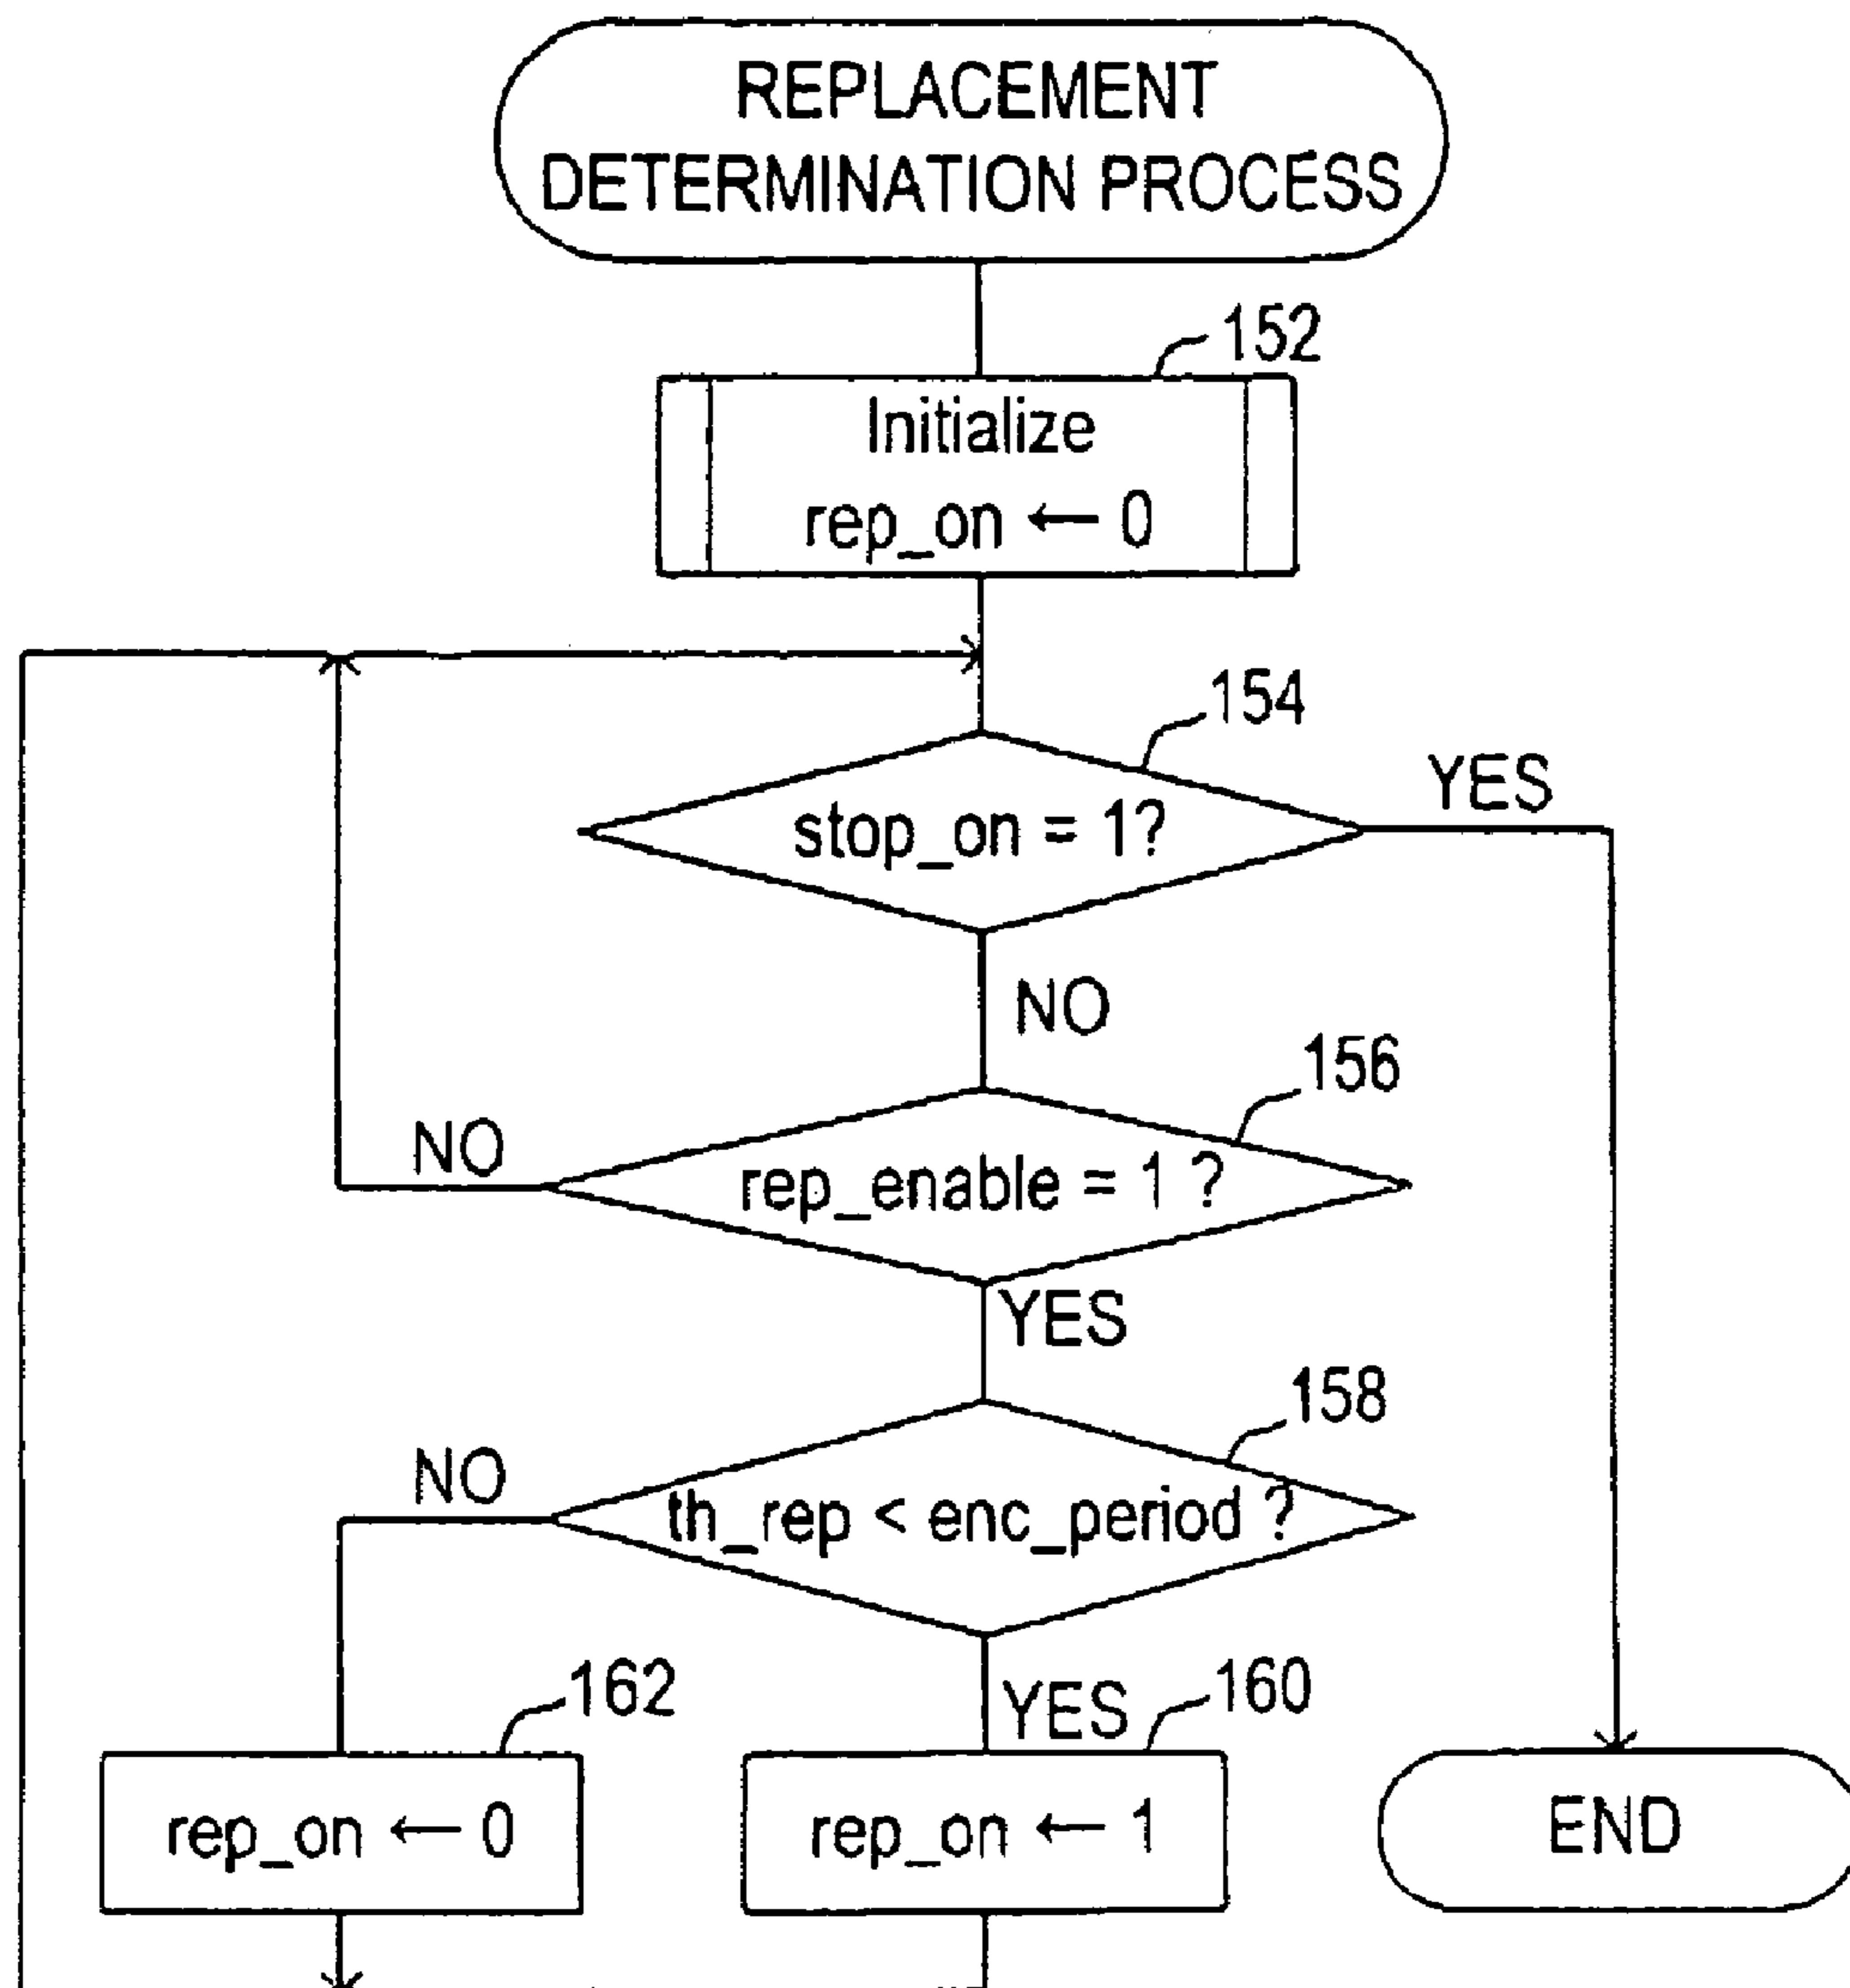 REPLACEMENT
DETERMINATION PROCESS
152
Initialize
rep_on ← 0
154
stop_on = 1?
YES
NO
156
rep_enable = 1 ?
NO
YES
158
th_rep < enc_period ?
NO
YES
162
rep_on ← 0
160
rep_on ← 1
END